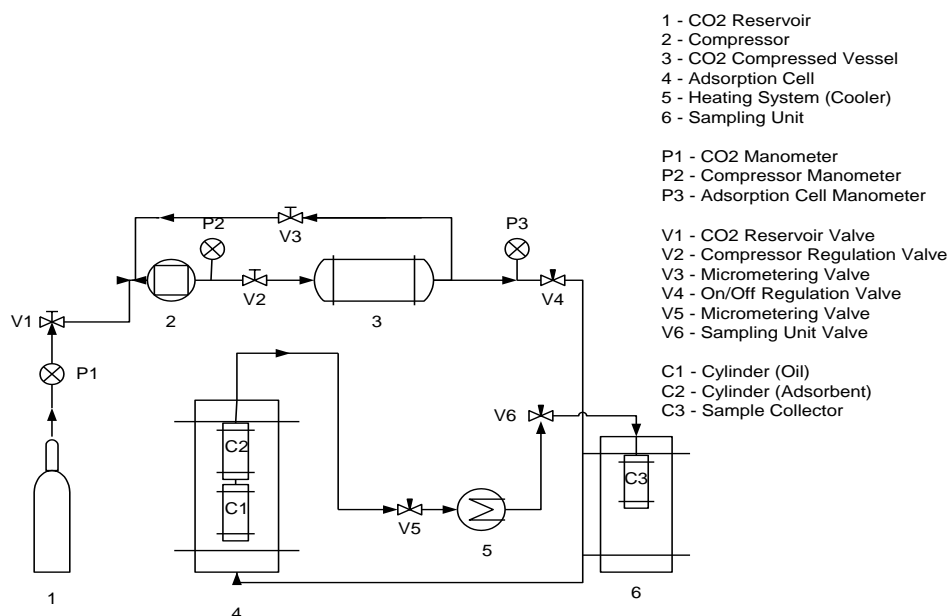 1 - CO2 Reservoir
2 - Compressor
3 - CO2 Compressed Vessel
4 - Adsorption Cell
5 - Heating System (Cooler)
6 - Sampling Unit
P1 - CO2 Manometer
P2 - Compressor Manometer
P3 - Adsorption Cell Manometer
V1 - CO2 Reservoir Valve
V2 - Compressor Regulation Valve
V3 - Micrometering Valve
V4 - On/Off Regulation Valve
V5 - Micrometering Valve
V6 - Sampling Unit Valve
C1 - Cylinder (Oil)
C2 - Cylinder (Adsorbent)
C3 - Sample Collector
P2
V3
P3
V2
V4
2
3
V1
P1
V6
C2
C3
C1
V5
5
1
4
6